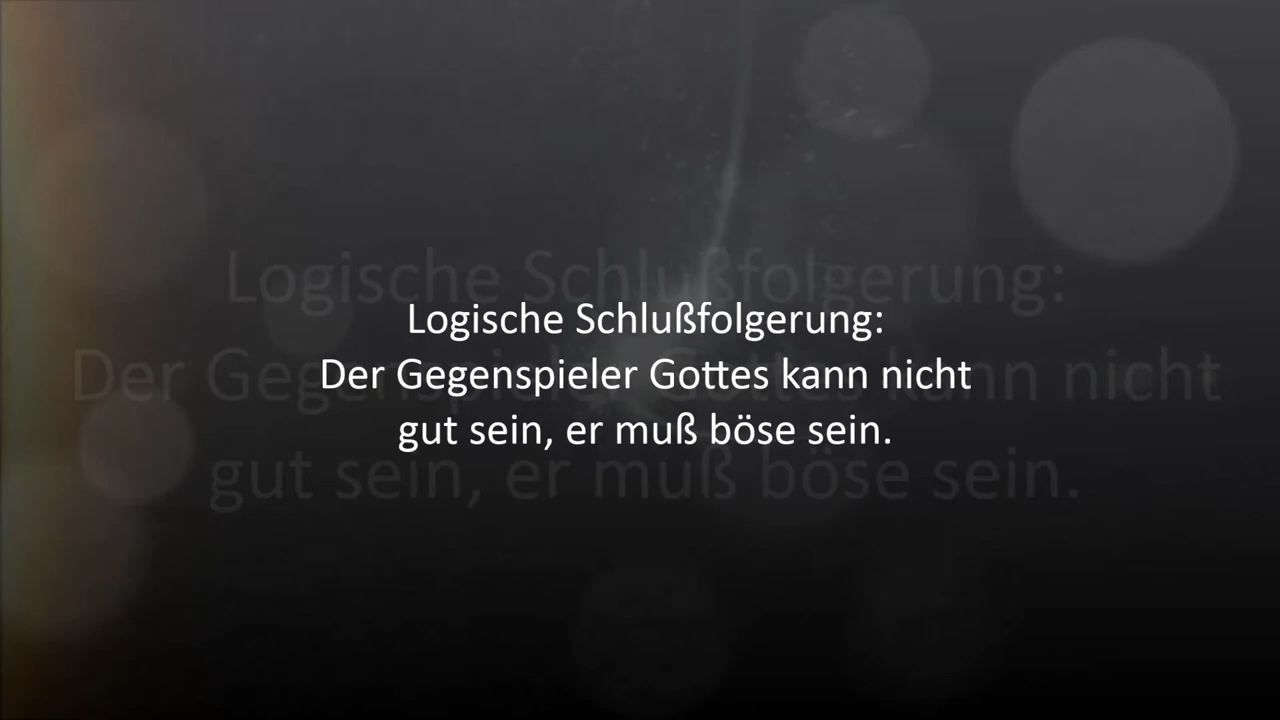 Logische Schlußfolgerung:
Der Gegenspieler Gottes kann nicht
gut sein, er muß böse sein.